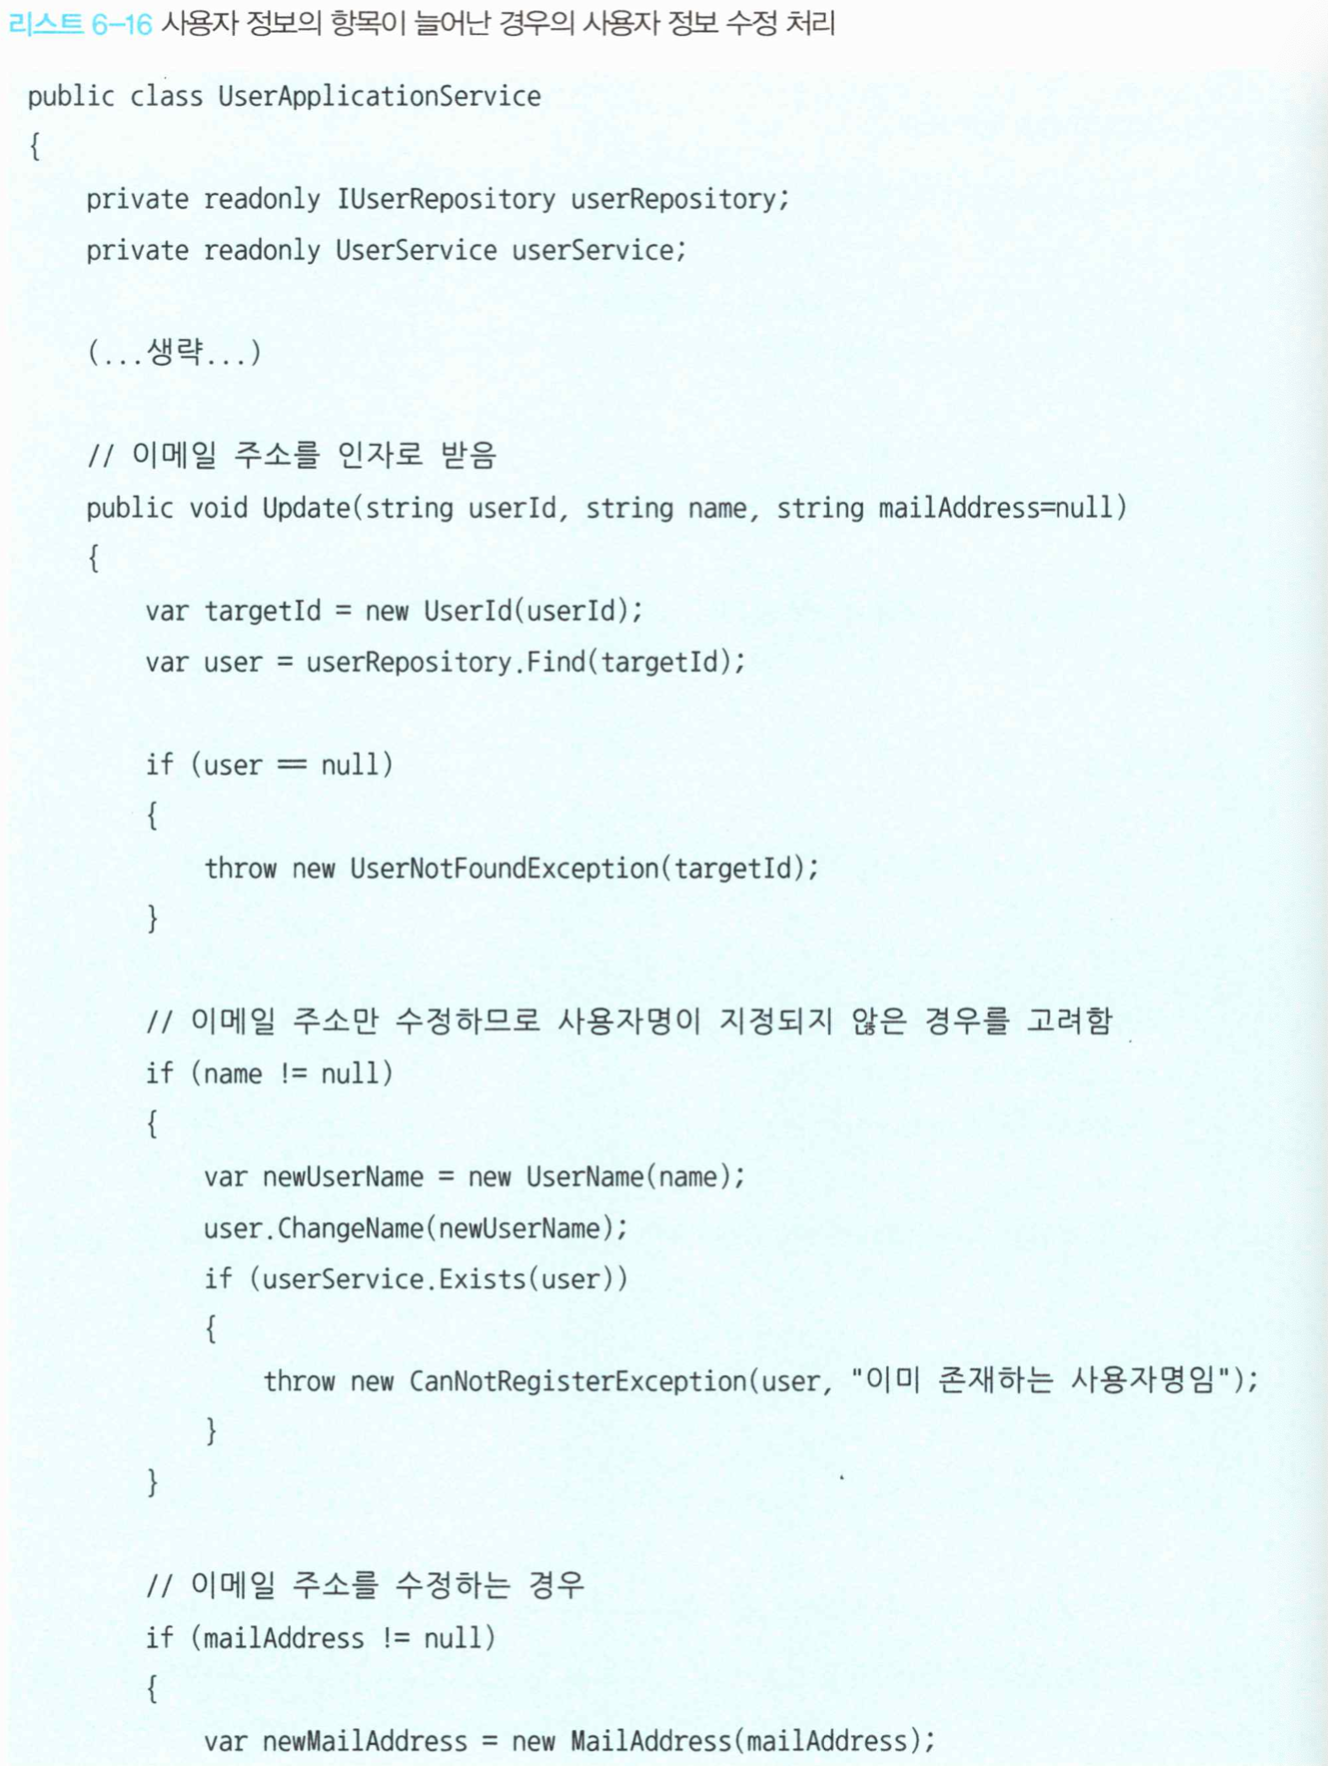 리스트 6-16 사용자 정보의 항목이 늘어난 경우의 사용자 정보 수정 처리
public class UserApplicationService
{
    private readonly IUserRepository userRepository;
    private readonly UserService userService;
    (...생략...)
    // 이메일 주소를 인자로 받음
    public void Update(string userId, string name, string mailAddress=null)
    {
        var targetId = new UserId(userId);
        var user = userRepository.Find(targetId);
        if (user == null)
        {
            throw new UserNotFoundException(targetId);
        }
        // 이메일 주소만 수정하므로 사용자명이 지정되지 않은 경우를 고려함
        if (name != null)
        {
            var newUserName = new UserName(name);
            user.ChangeName(newUserName);
            if (userService.Exists(user))
            {
                throw new CanNotRegisterException(user, "이미 존재하는 사용자명임");
            }
        }
        // 이메일 주소를 수정하는 경우
        if (mailAddress != null)
        {
            var newMailAddress = new MailAddress(mailAddress);